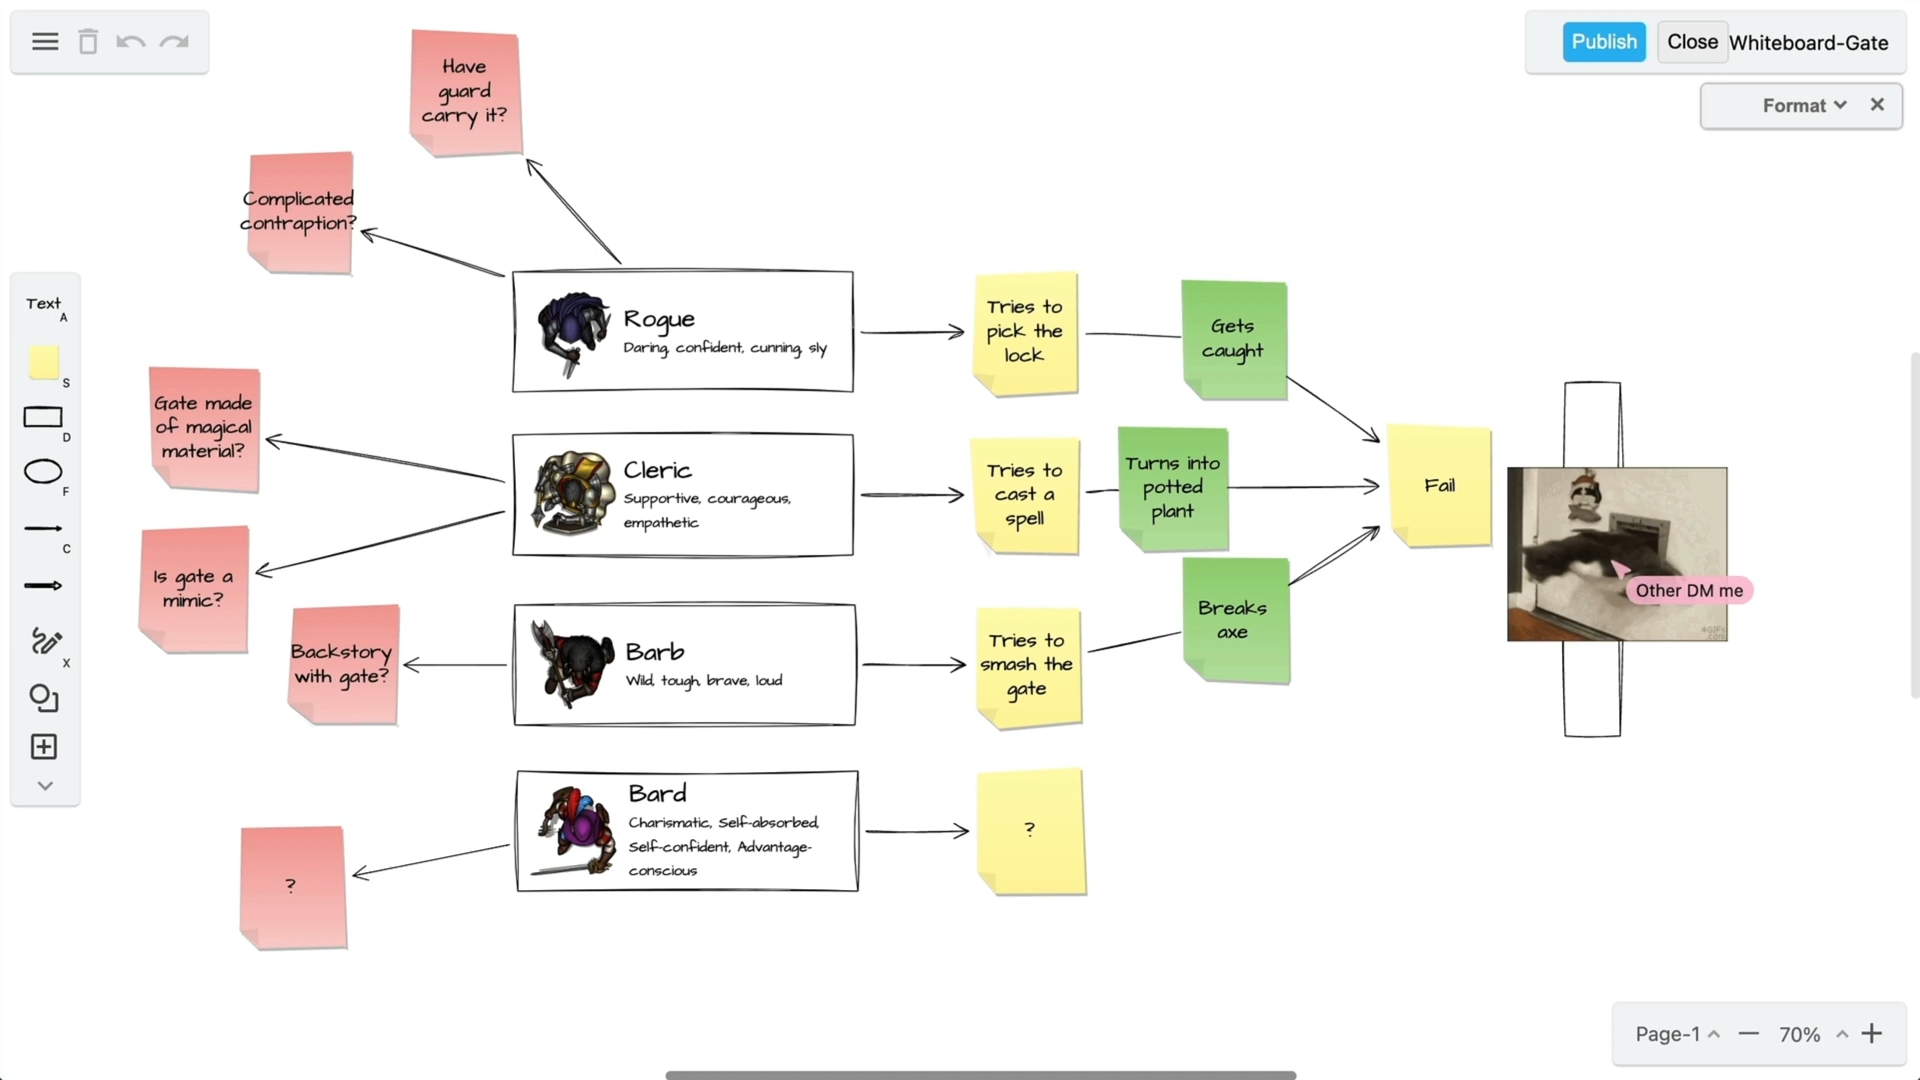 Publish
Close
Whiteboard-Gate
Format
Have
guard
carry it?
Complicated
contraption?
Text
A
S
D
F
C
X
Rogue
Daring, confident, cunning, sly
Tries to
pick the
lock
Gets
caught
Gate made
of magical
material?
Cleric
Supportive, courageous,
empathetic
Tries to
cast a
spell
Turns into
potted
plant
Fail
Is gate a
mimic?
Other DM me
Backstory
with gate?
Barb
Wild, tough, brave, loud
Tries to
smash the
gate
Breaks
axe
Bard
Charismatic, Self-absorbed,
Self-confident, Advantage-
conscious
?
?
Page-1
70%